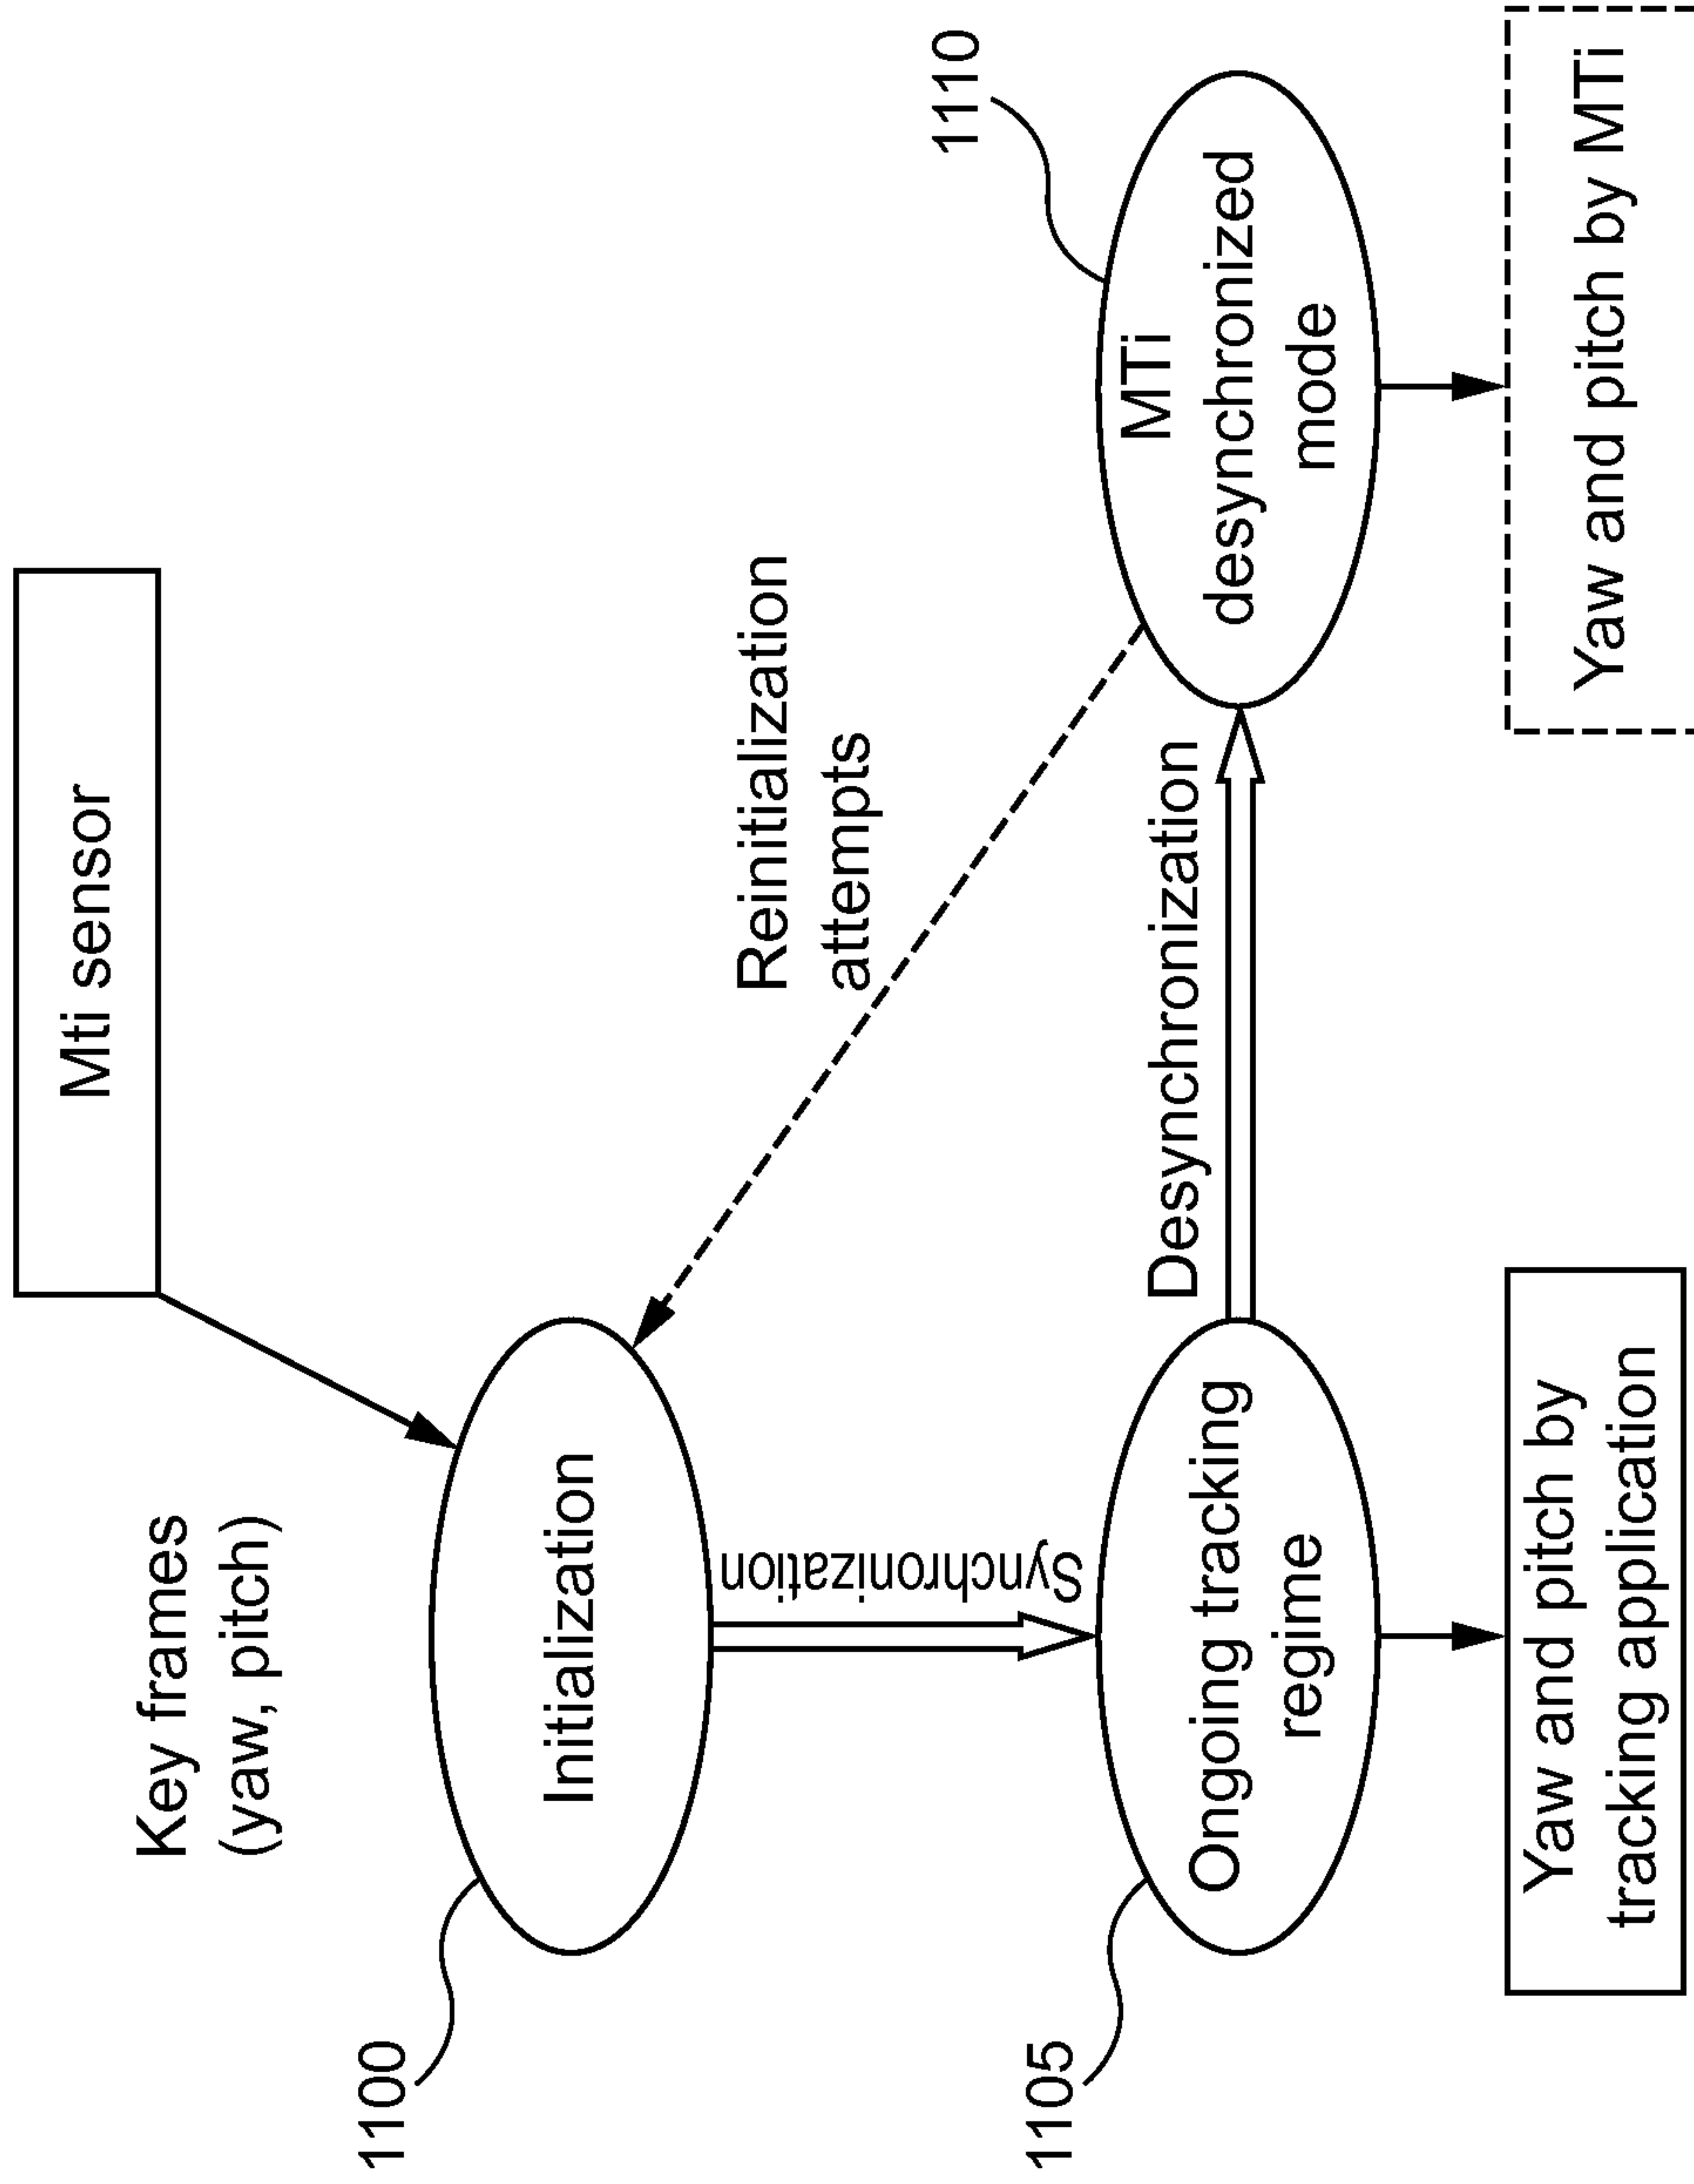 Mti sensor
Key frames
(yaw, pitch)
1100
Initialization
Reinitialization
attempts
Synchronization
1105
Ongoing tracking
regime
Desynchronization
1110
MTi
desynchronized
mode
Yaw and pitch by
tracking application
Yaw and pitch by MTi